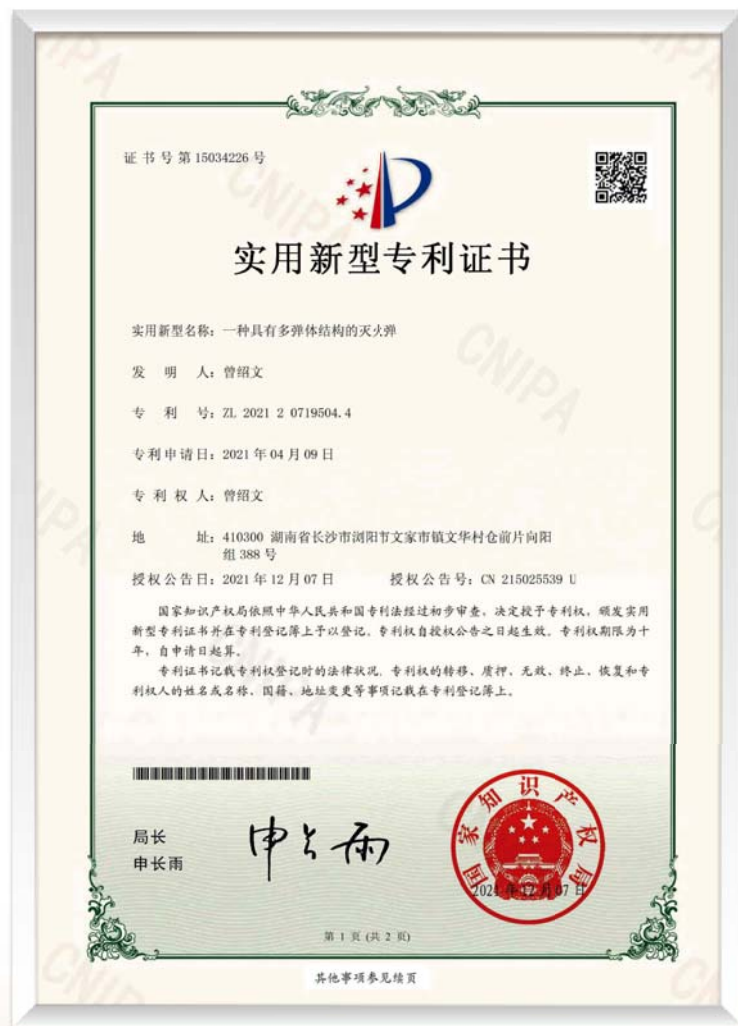 证书号第15034226号
实用新型专利证书
实用新型名称：一种具有多弹体结构的灭火弹
发 明 人：曾绍文
专 利 号：ZL 2021 2 0719504.4
专利申请日：2021年04月09日
专 利 权 人：曾绍文
地 址：410300 湖南省长沙市浏阳市文家市镇文华村仓前片向阳
组388号
授权公告日：2021年12月07日 授权公告号：CN 215025539 U
国家知识产权局依照中华人民共和国专利法经过初步审查，决定授予专利权，颁发实用
新型专利证书并在专利登记簿上予以登记。专利权自授权公告之日起生效。专利权期限为十
年，自申请日起算。
专利证书记载专利权登记时的法律状况。专利权的转移、质押、无效、终止、恢复和专
利权人的姓名或名称、国籍、地址变更等事项记载在专利登记簿上。
局长
申长雨
申长雨
国家知识产权局
2021年12月07日
第 1 页 (共 2 页)
其他事项参见续页
CNIPA